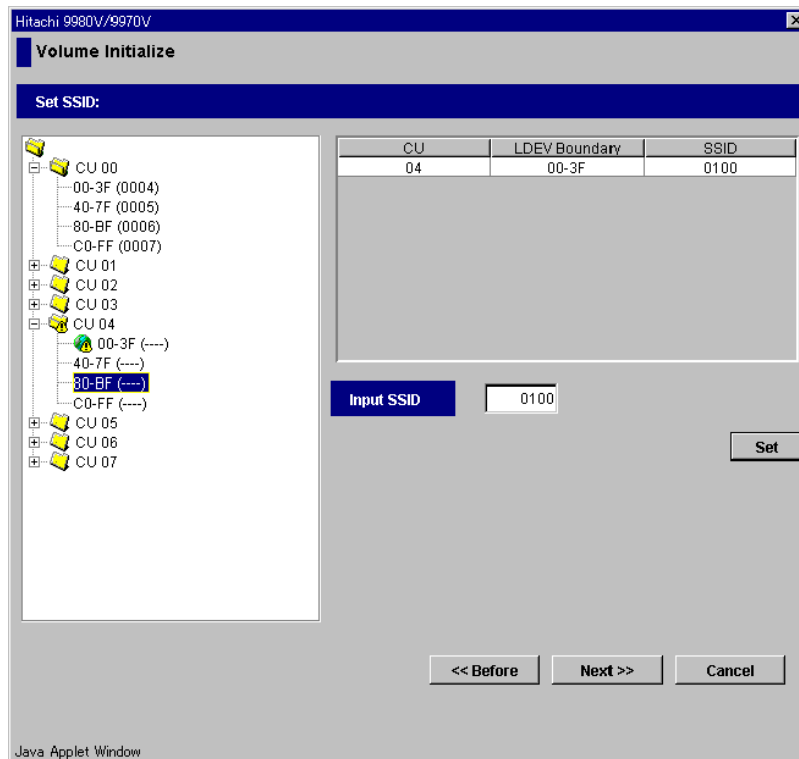 Hitachi 9980V/9970V
Volume Initialize
Set SSID:
CU 00
00-3F (0004)
40-7F (0005)
80-BF (0006)
C0-FF (0007)
CU 01
CU 02
CU 03
CU 04
00-3F (----)
40-7F (----)
80-BF (----)
C0-FF (----)
CU 05
CU 06
CU 07
CU LDEV Boundary SSID
04 00-3F 0100
Input SSID 0100
Set
<< Before Next >> Cancel
Java Applet Window